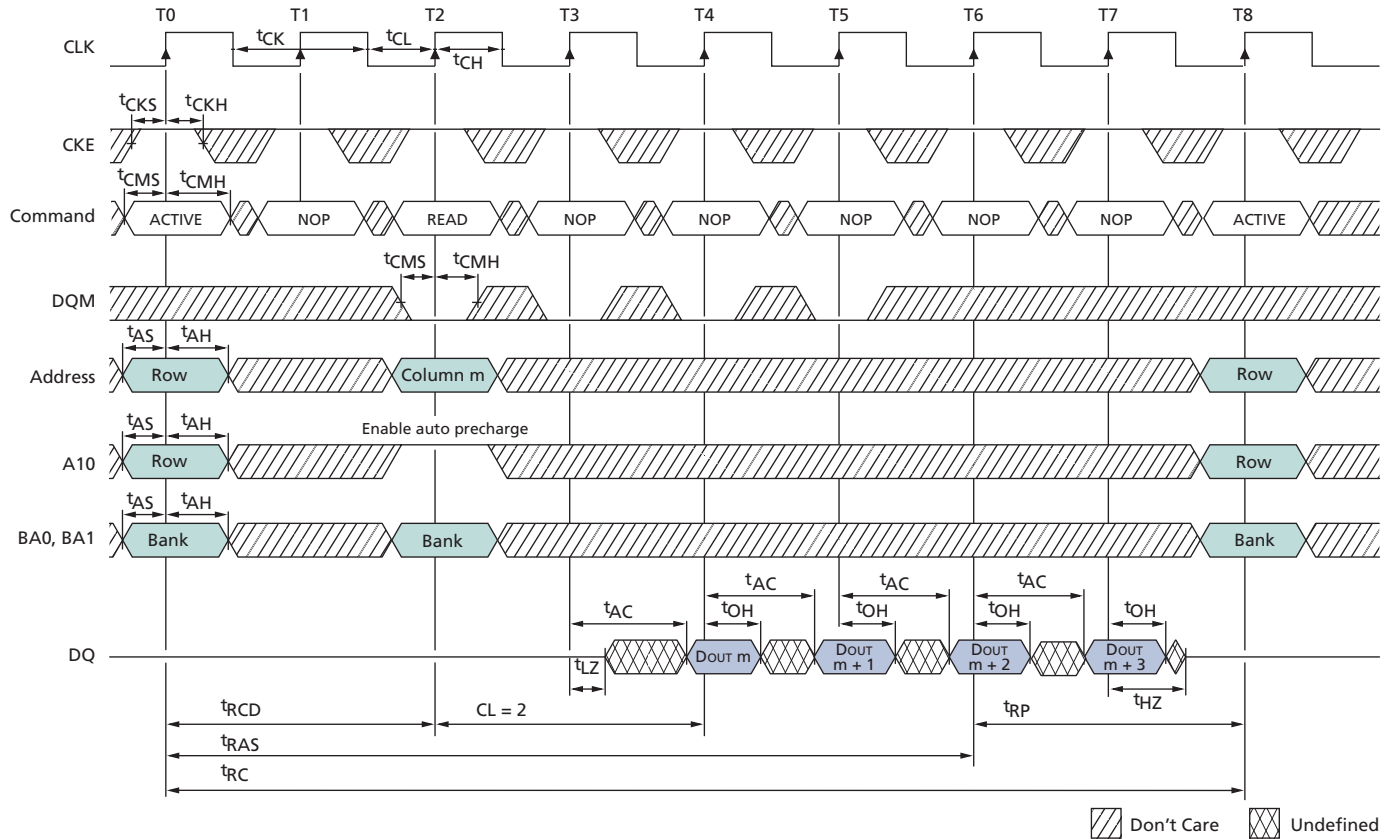 T0 T1 T2 T3 T4 T5 T6 T7 T8
CLK
tCK tCL
tCH
tCKS tCKH
CKE
tCMS tCMH
Command ACTIVE NOP READ NOP NOP NOP NOP NOP ACTIVE
tCMS tCMH
DQM
tAS tAH
Address Row Column m Row
Enable auto precharge
tAS tAH
A10 Row Row
tAS tAH
BA0, BA1 Bank Bank Bank
tAC tAC tAC
tAC tOH tOH tOH tOH
DQ DOUT m DOUT m + 1 DOUT m + 2 DOUT m + 3
tLZ tHZ
tRCD CL = 2 tRP
tRAS
tRC
Don't Care Undefined